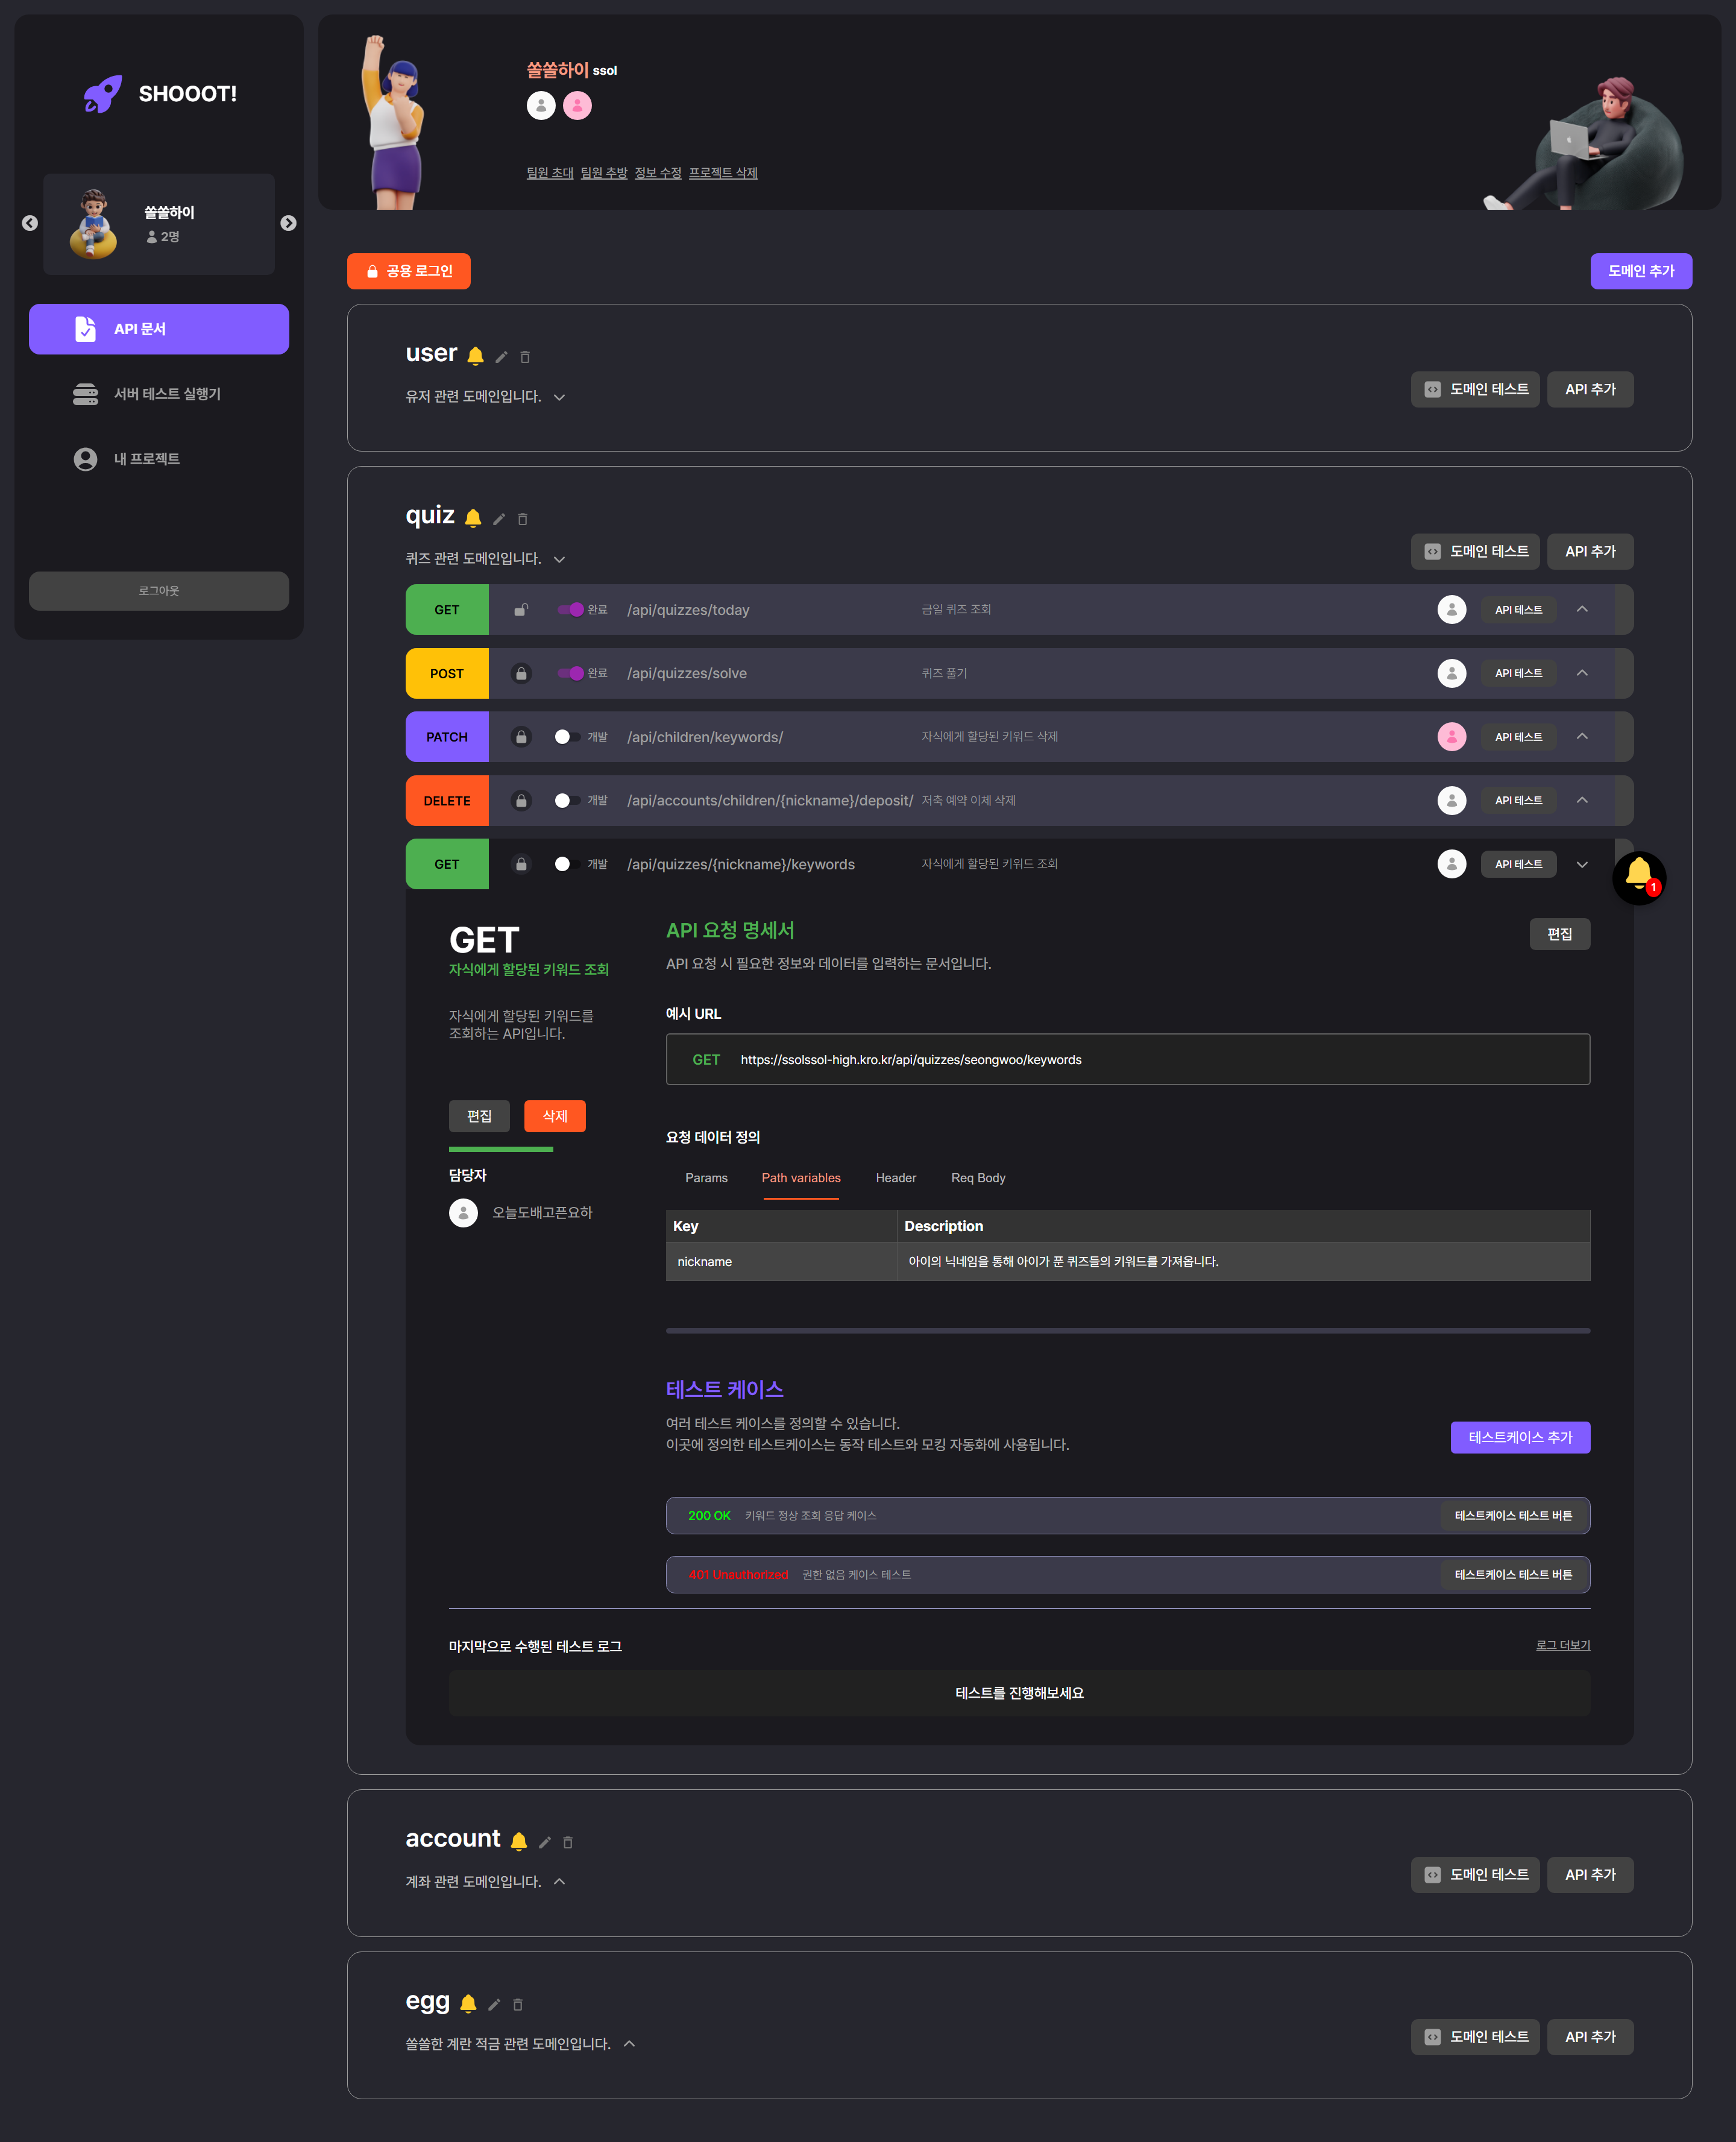 SHOOOT!
쏠쏠하이
2명
API 문서
서버 테스트 실행기
내 프로젝트
로그아웃
쏠쏠하이 ssol
팀원 초대 팀원 추방 정보 수정 프로젝트 삭제
공용 로그인
도메인 추가
user
유저 관련 도메인입니다.
도메인 테스트
API 추가
quiz
퀴즈 관련 도메인입니다.
도메인 테스트
API 추가
GET 완료 /api/quizzes/today 금일 퀴즈 조회 API 테스트
POST 완료 /api/quizzes/solve 퀴즈 풀기 API 테스트
PATCH 개발 /api/children/keywords/ 자식에게 할당된 키워드 삭제 API 테스트
DELETE 개발 /api/accounts/children/{nickname}/deposit/ 저축 예약 이체 삭제 API 테스트
GET 개발 /api/quizzes/{nickname}/keywords 자식에게 할당된 키워드 조회 API 테스트
1
GET
자식에게 할당된 키워드 조회
자식에게 할당된 키워드를
조회하는 API입니다.
편집
삭제
담당자
오늘도배고픈요하
API 요청 명세서
편집
API 요청 시 필요한 정보와 데이터를 입력하는 문서입니다.
예시 URL
GET https://ssolssol-high.kro.kr/api/quizzes/seongwoo/keywords
요청 데이터 정의
Params Path variables Header Req Body
Key Description
nickname 아이의 닉네임을 통해 아이가 푼 퀴즈들의 키워드를 가져옵니다.
테스트 케이스
여러 테스트 케이스를 정의할 수 있습니다.
이곳에 정의한 테스트케이스는 동작 테스트와 모킹 자동화에 사용됩니다.
테스트케이스 추가
200 OK 키워드 정상 조회 응답 케이스 테스트케이스 테스트 버튼
401 Unauthorized 권한 없음 케이스 테스트 테스트케이스 테스트 버튼
마지막으로 수행된 테스트 로그
로그 더보기
테스트를 진행해보세요
account
계좌 관련 도메인입니다.
도메인 테스트
API 추가
egg
쏠쏠한 계란 적금 관련 도메인입니다.
도메인 테스트
API 추가